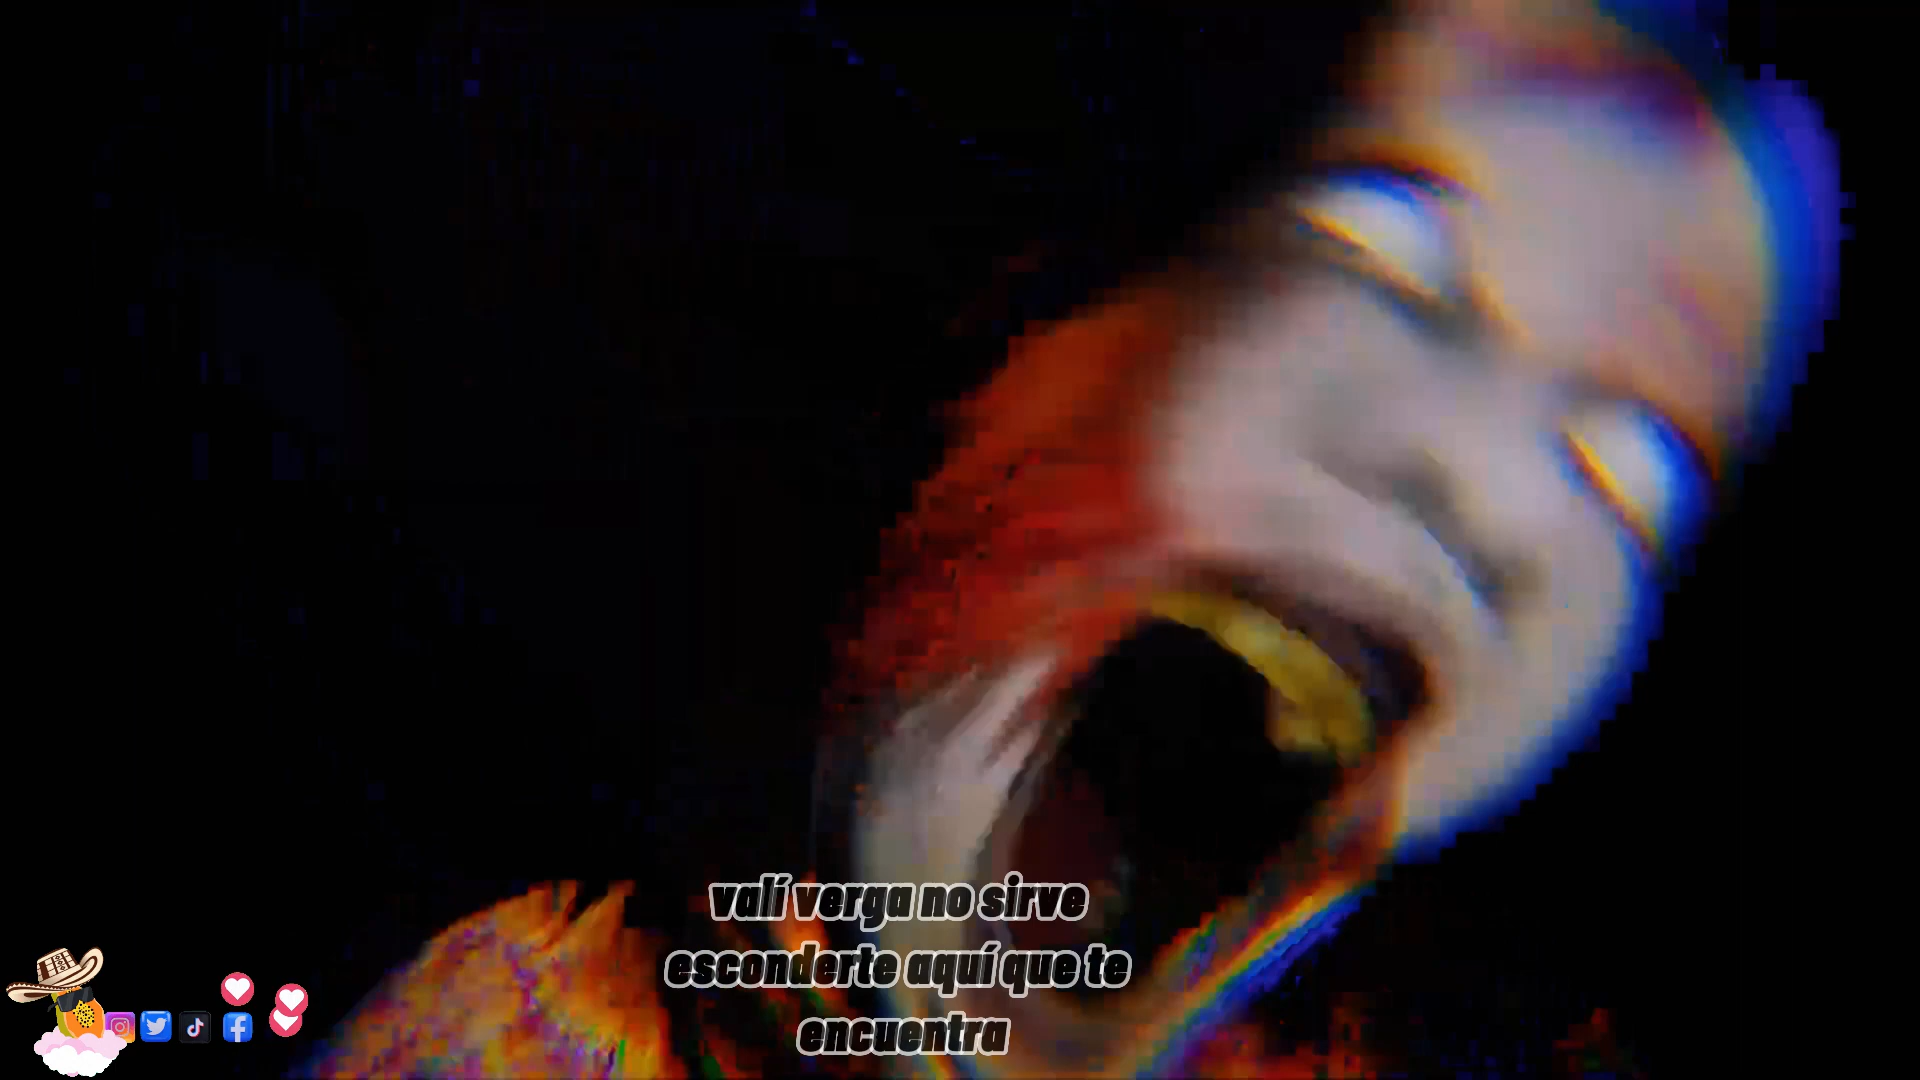 valí verga no sirve
esconderte aquí que te
encuentra